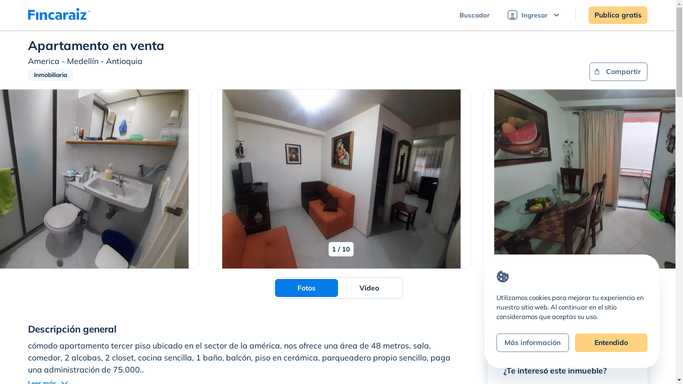 Fincaraiz
Buscador
Ingresar
Publica gratis
Apartamento en venta
America - Medellín - Antioquia
Inmobiliaria
Compartir
1 / 10
Fotos
Video
Descripción general
cómodo apartamento tercer piso ubicado en el sector de la américa, nos ofrece una área de 48 metros, sala,
comedor, 2 alcobas, 2 closet, cocina sencilla, 1 baño, balcón, piso en cerámica, parqueadero propio sencillo, paga
una administración de 75.000..
Leer más
Utilizamos cookies para mejorar tu experiencia en
nuestro sitio web. Al continuar en el sitio
consideramos que aceptas su uso.
Más información
Entendido
¿Te interesó este inmueble?